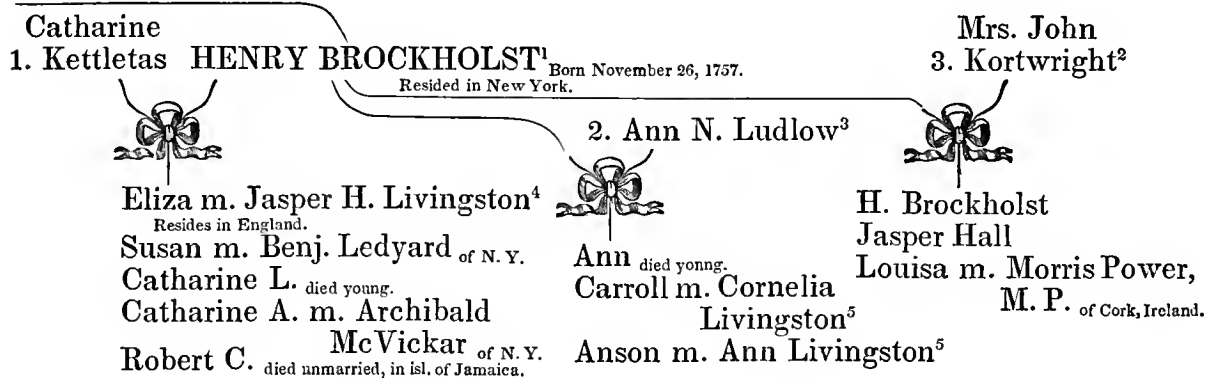 Catharine
1. Kettletas HENRY BROCKHOLST¹ Born November 26, 1757.
Resided in New York.
Mrs. John
3. Kortwright²
2. Ann N. Ludlow³
Eliza m. Jasper H. Livingston⁴
Resides in England.
Susan m. Benj. Ledyard of N. Y.
Catharine L. died young.
Catharine A. m. Archibald
McVickar of N. Y.
Robert C. died unmarried, in isl. of Jamaica.
Ann died yonng.
Carroll m. Cornelia
Livingston⁵
Anson m. Ann Livingston⁵
H. Brockholst
Jasper Hall
Louisa m. Morris Power,
M. P. of Cork, Ireland.